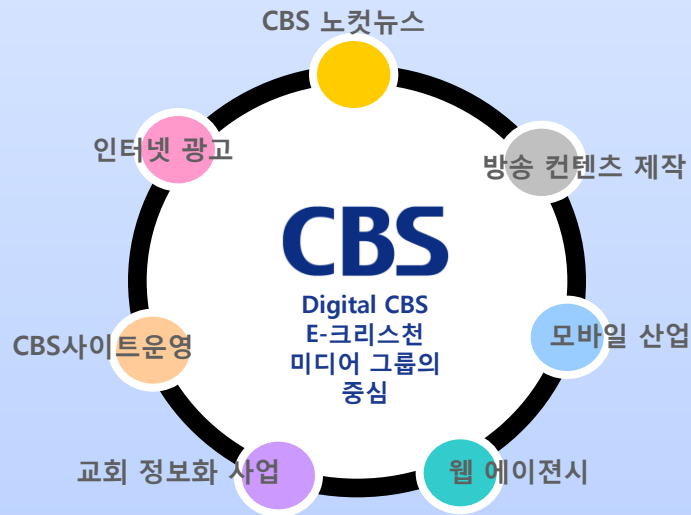 CBS 노컷뉴스
인터넷 광고
방송 컨텐츠 제작
CBS
Digital CBS
E-크리스천
미디어 그룹의
중심
CBS사이트운영
모바일 산업
교회 정보화 사업
웹 에이젼시